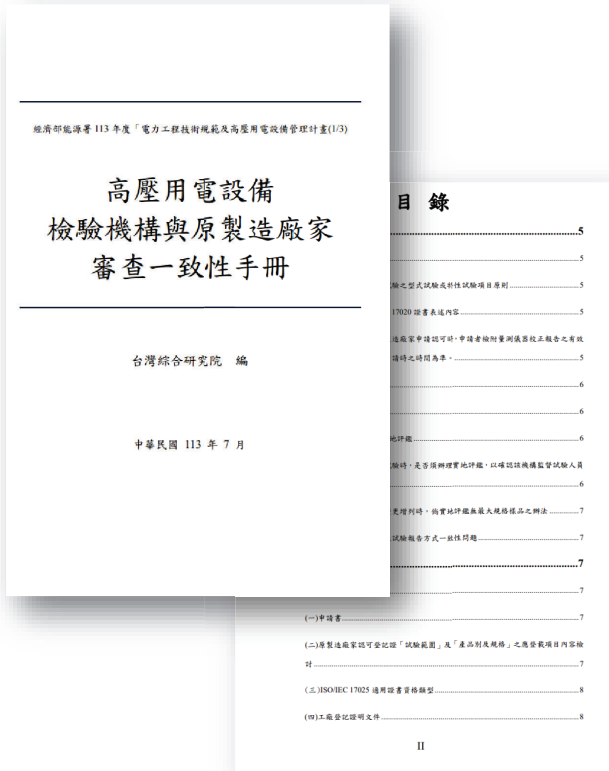 經濟部能源署 113 年度「電力工程技術規範及高壓用電設備管理計畫(1/3)
高壓用電設備
檢驗機構與原製造廠家
審查一致性手冊
台灣綜合研究院 編
中華民國 113 年 7 月
目 錄
5
5
驗之型式試驗或特性試驗項目原則 5
17020 證書表述內容 5
造廠家申請認可時，申請者檢附量測儀器校正報告之有效
請時之時間為準。 5
6
6
地評鑑 6
驗時，是否須辦理實地評鑑，以確認該機構監督試驗人員
6
更增列時，倘實地評鑑無最大規格樣品之辦法 7
試驗報告方式一致性問題 7
7
7
(一)申請書 7
(二)原製造廠家認可登記證「試驗範圍」及「產品別及規格」之應登載項目內容檢
討 7
(三)ISO/IEC 17025 適用證書資格類型 8
(四)工廠登記證明文件 8
II